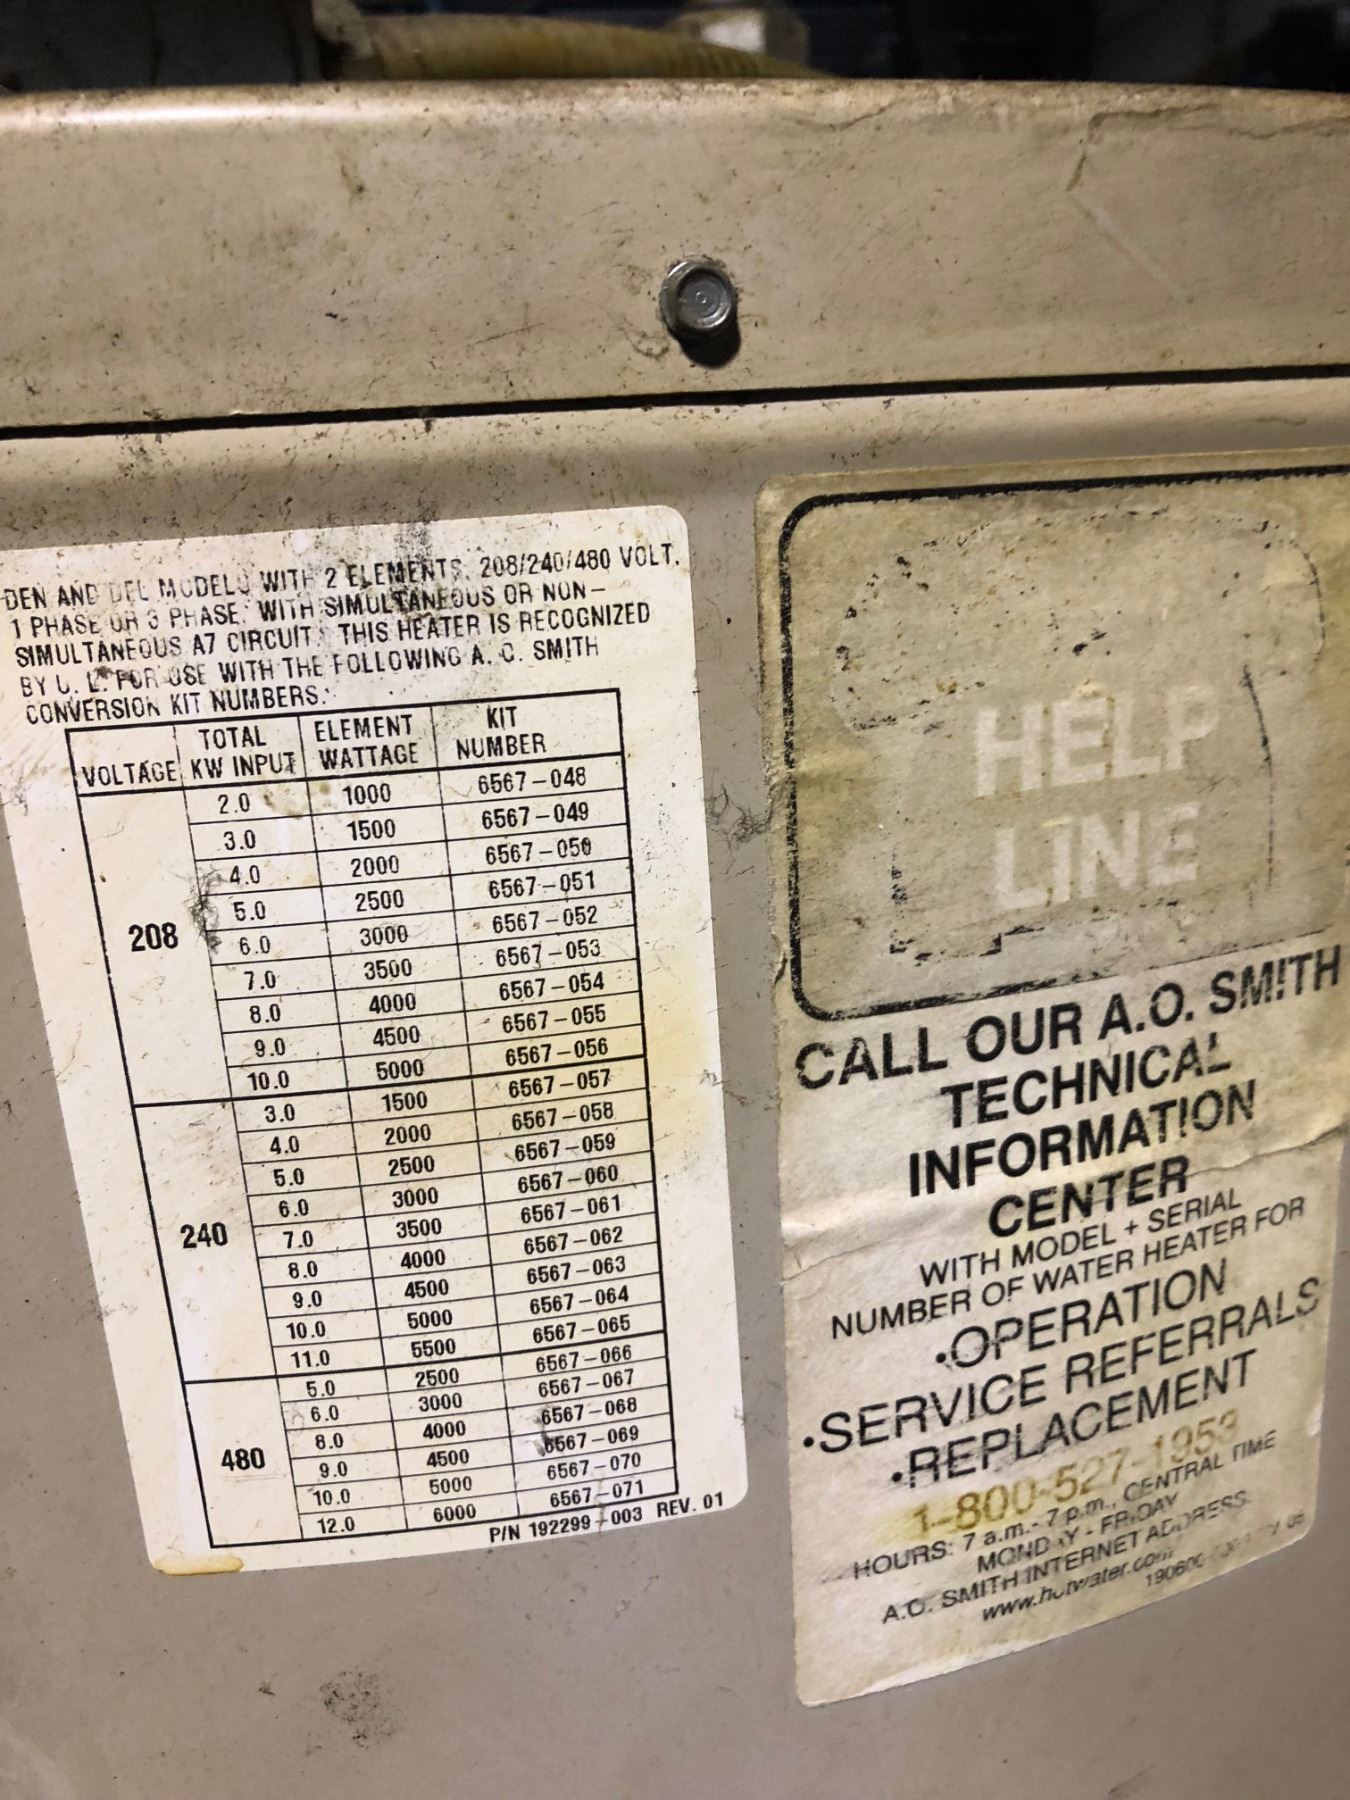 DEN AND DEL MODELS WITH 2 ELEMENTS. 208/240/480 VOLT.
1 PHASE OR 3 PHASE. WITH SIMULTANEOUS OR NON-
SIMULTANEOUS A7 CIRCUIT. THIS HEATER IS RECOGNIZED
BY U. L. FOR USE WITH THE FOLLOWING A. O. SMITH
CONVERSION KIT NUMBERS:
VOLTAGE TOTAL KW INPUT ELEMENT WATTAGE KIT NUMBER
208
2.0 1000 6567-048
3.0 1500 6567-049
4.0 2000 6567-050
5.0 2500 6567-051
6.0 3000 6567-052
7.0 3500 6567-053
8.0 4000 6567-054
9.0 4500 6567-055
10.0 5000 6567-056
240
3.0 1500 6567-057
4.0 2000 6567-058
5.0 2500 6567-059
6.0 3000 6567-060
7.0 3500 6567-061
8.0 4000 6567-062
9.0 4500 6567-063
10.0 5000 6567-064
11.0 5500 6567-065
480
5.0 2500 6567-066
6.0 3000 6567-067
8.0 4000 6567-068
9.0 4500 6567-069
10.0 5000 6567-070
12.0 6000 6567-071
P/N 192299-003 REV. 01
HELP
LINE
CALL OUR A.O. SMITH
TECHNICAL
INFORMATION
CENTER
WITH MODEL + SERIAL
NUMBER OF WATER HEATER FOR
•OPERATION
•SERVICE REFERRALS
•REPLACEMENT
1-800-527-1953
HOURS: 7 a.m.- 7 p.m., CENTRAL TIME
MONDAY - FRIDAY
A.O. SMITH INTERNET ADDRESS
www.hotwater.com